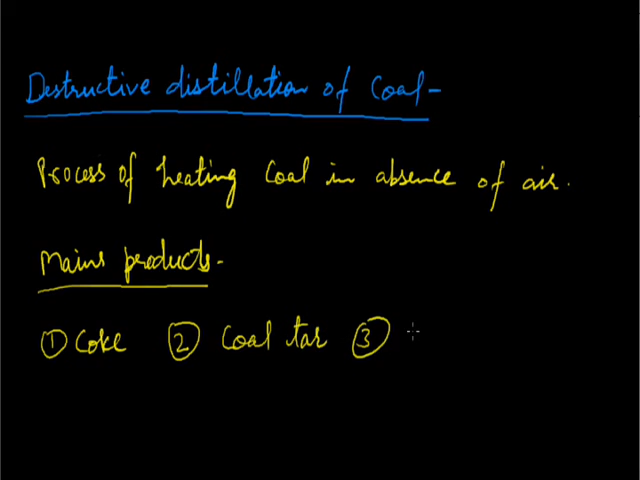 Destructive distillation of Coal-
Process of heating Coal in absence of air.
Mains products-
① Coke ② Coal tar ③